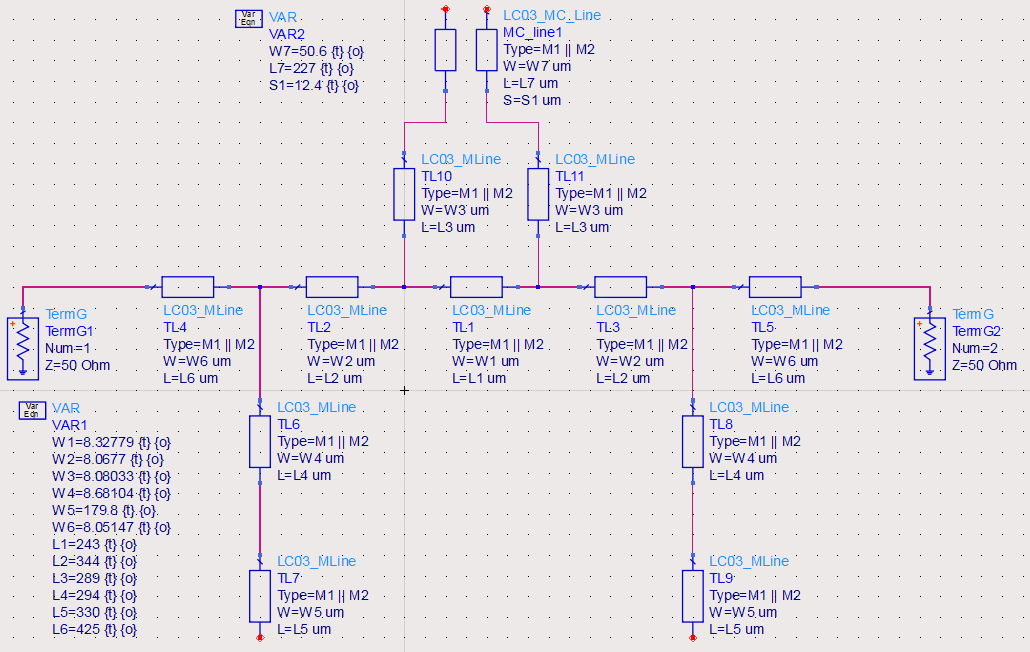 Var
Eqn
VAR
VAR2
W7=50.6 {t} {o}
L7=227 {t} {o}
S1=12.4 {t} {o}
LC03_MC_Line
MC_line1
Type=M1 || M2
W=W7 um
L=L7 um
S=S1 um
LC03_MLine
TL10
Type=M1 || M2
W=W3 um
L=L3 um
LC03_MLine
TL11
Type=M1 || M2
W=W3 um
L=L3 um
TermG
TermG1
Num=1
Z=50 Ohm
LC03_MLine
TL4
Type=M1 || M2
W=W6 um
L=L6 um
LC03_MLine
TL2
Type=M1 || M2
W=W2 um
L=L2 um
LC03_MLine
TL1
Type=M1 || M2
W=W1 um
L=L1 um
LC03_MLine
TL3
Type=M1 || M2
W=W2 um
L=L2 um
LC03_MLine
TL5
Type=M1 || M2
W=W6 um
L=L6 um
TermG
TermG2
Num=2
Z=50 Ohm
Var
Eqn
VAR
VAR1
W1=8.32779 {t} {o}
W2=8.0677 {t} {o}
W3=8.08033 {t} {o}
W4=8.68104 {t} {o}
W5=179.8 {t} {o}
W6=8.05147 {t} {o}
L1=243 {t} {o}
L2=344 {t} {o}
L3=289 {t} {o}
L4=294 {t} {o}
L5=330 {t} {o}
L6=425 {t} {o}
LC03_MLine
TL6
Type=M1 || M2
W=W4 um
L=L4 um
LC03_MLine
TL8
Type=M1 || M2
W=W4 um
L=L4 um
LC03_MLine
TL7
Type=M1 || M2
W=W5 um
L=L5 um
LC03_MLine
TL9
Type=M1 || M2
W=W5 um
L=L5 um